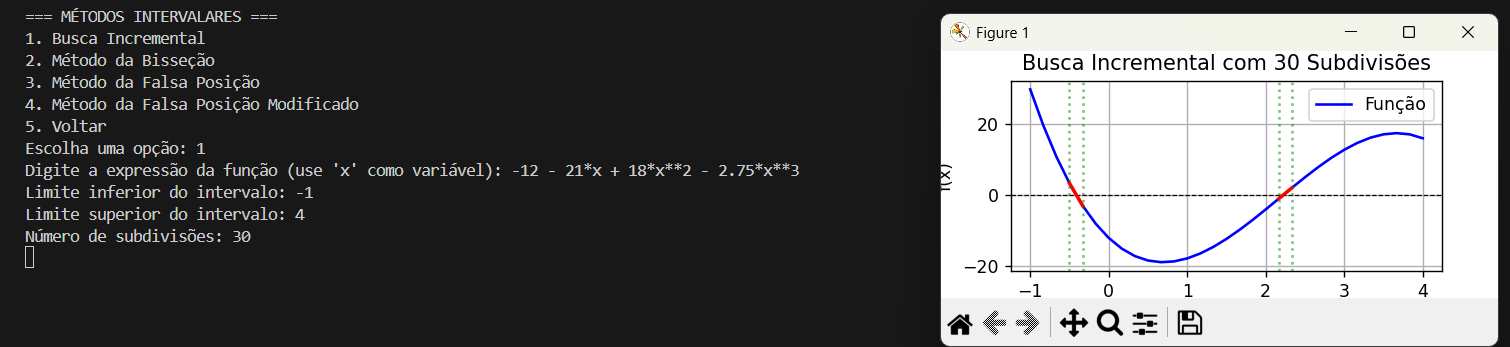 === MÉTODOS INTERVALARES ===
1. Busca Incremental
2. Método da Bisseção
3. Método da Falsa Posição
4. Método da Falsa Posição Modificado
5. Voltar
Escolha uma opção: 1
Digite a expressão da função (use 'x' como variável): -12 - 21*x + 18*x**2 - 2.75*x**3
Limite inferior do intervalo: -1
Limite superior do intervalo: 4
Número de subdivisões: 30
Figure 1
Busca Incremental com 30 Subdivisões
Função
20
0
−20
f(x)
−1 0 1 2 3 4